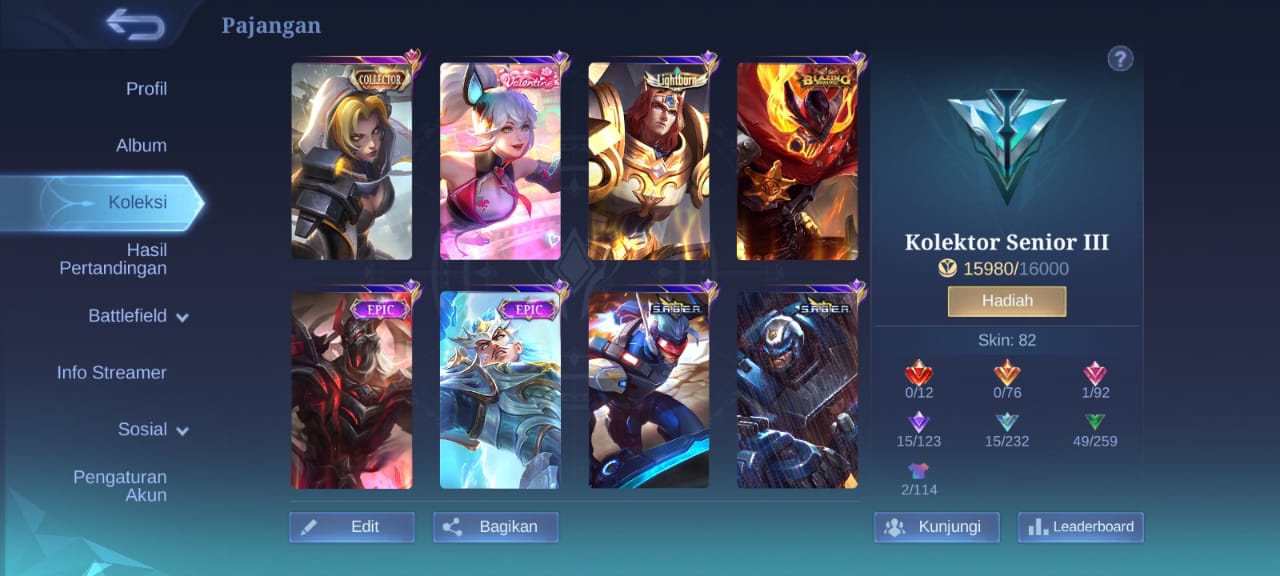 Pajangan
Profil
Album
Koleksi
Hasil
Pertandingan
Battlefield
Info Streamer
Sosial
Pengaturan
Akun
COLLECTOR
Valentine
Lightborn
BLAZING
EPIC
EPIC
S.A.B.E.R.
S.A.B.E.R.
Edit
Bagikan
?
Kolektor Senior III
15980/16000
Hadiah
Skin: 82
0/12
0/76
1/92
15/123
15/232
49/259
2/114
Kunjungi
Leaderboard